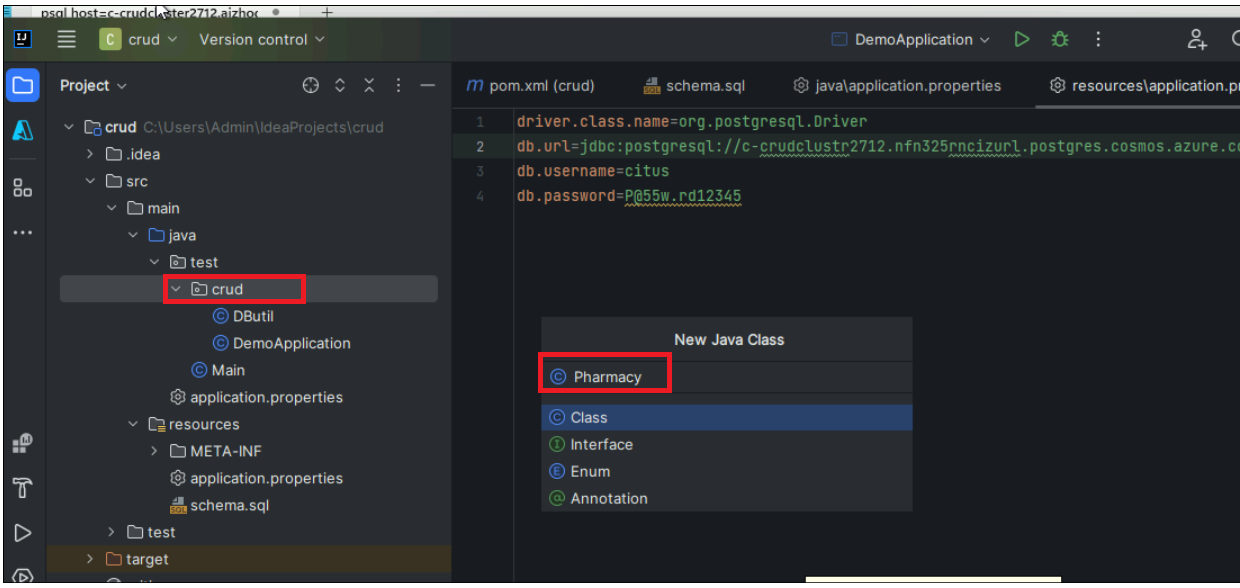 psql host=c-crudcluster2712.ajzhoc
C crud Version control DemoApplication
Project
pom.xml (crud) schema.sql java\application.properties resources\application.pr
crud C:\Users\Admin\IdeaProjects\crud
.idea
src
main
java
test
crud
DButil
DemoApplication
Main
application.properties
resources
META-INF
application.properties
schema.sql
test
target
1 driver.class.name=org.postgresql.Driver
2 db.url=jdbc:postgresql://c-crudclustr2712.nfn325rncizurl.postgres.cosmos.azure.co
3 db.username=citus
4 db.password=P@55w.rd12345
New Java Class
Pharmacy
Class
Interface
Enum
Annotation